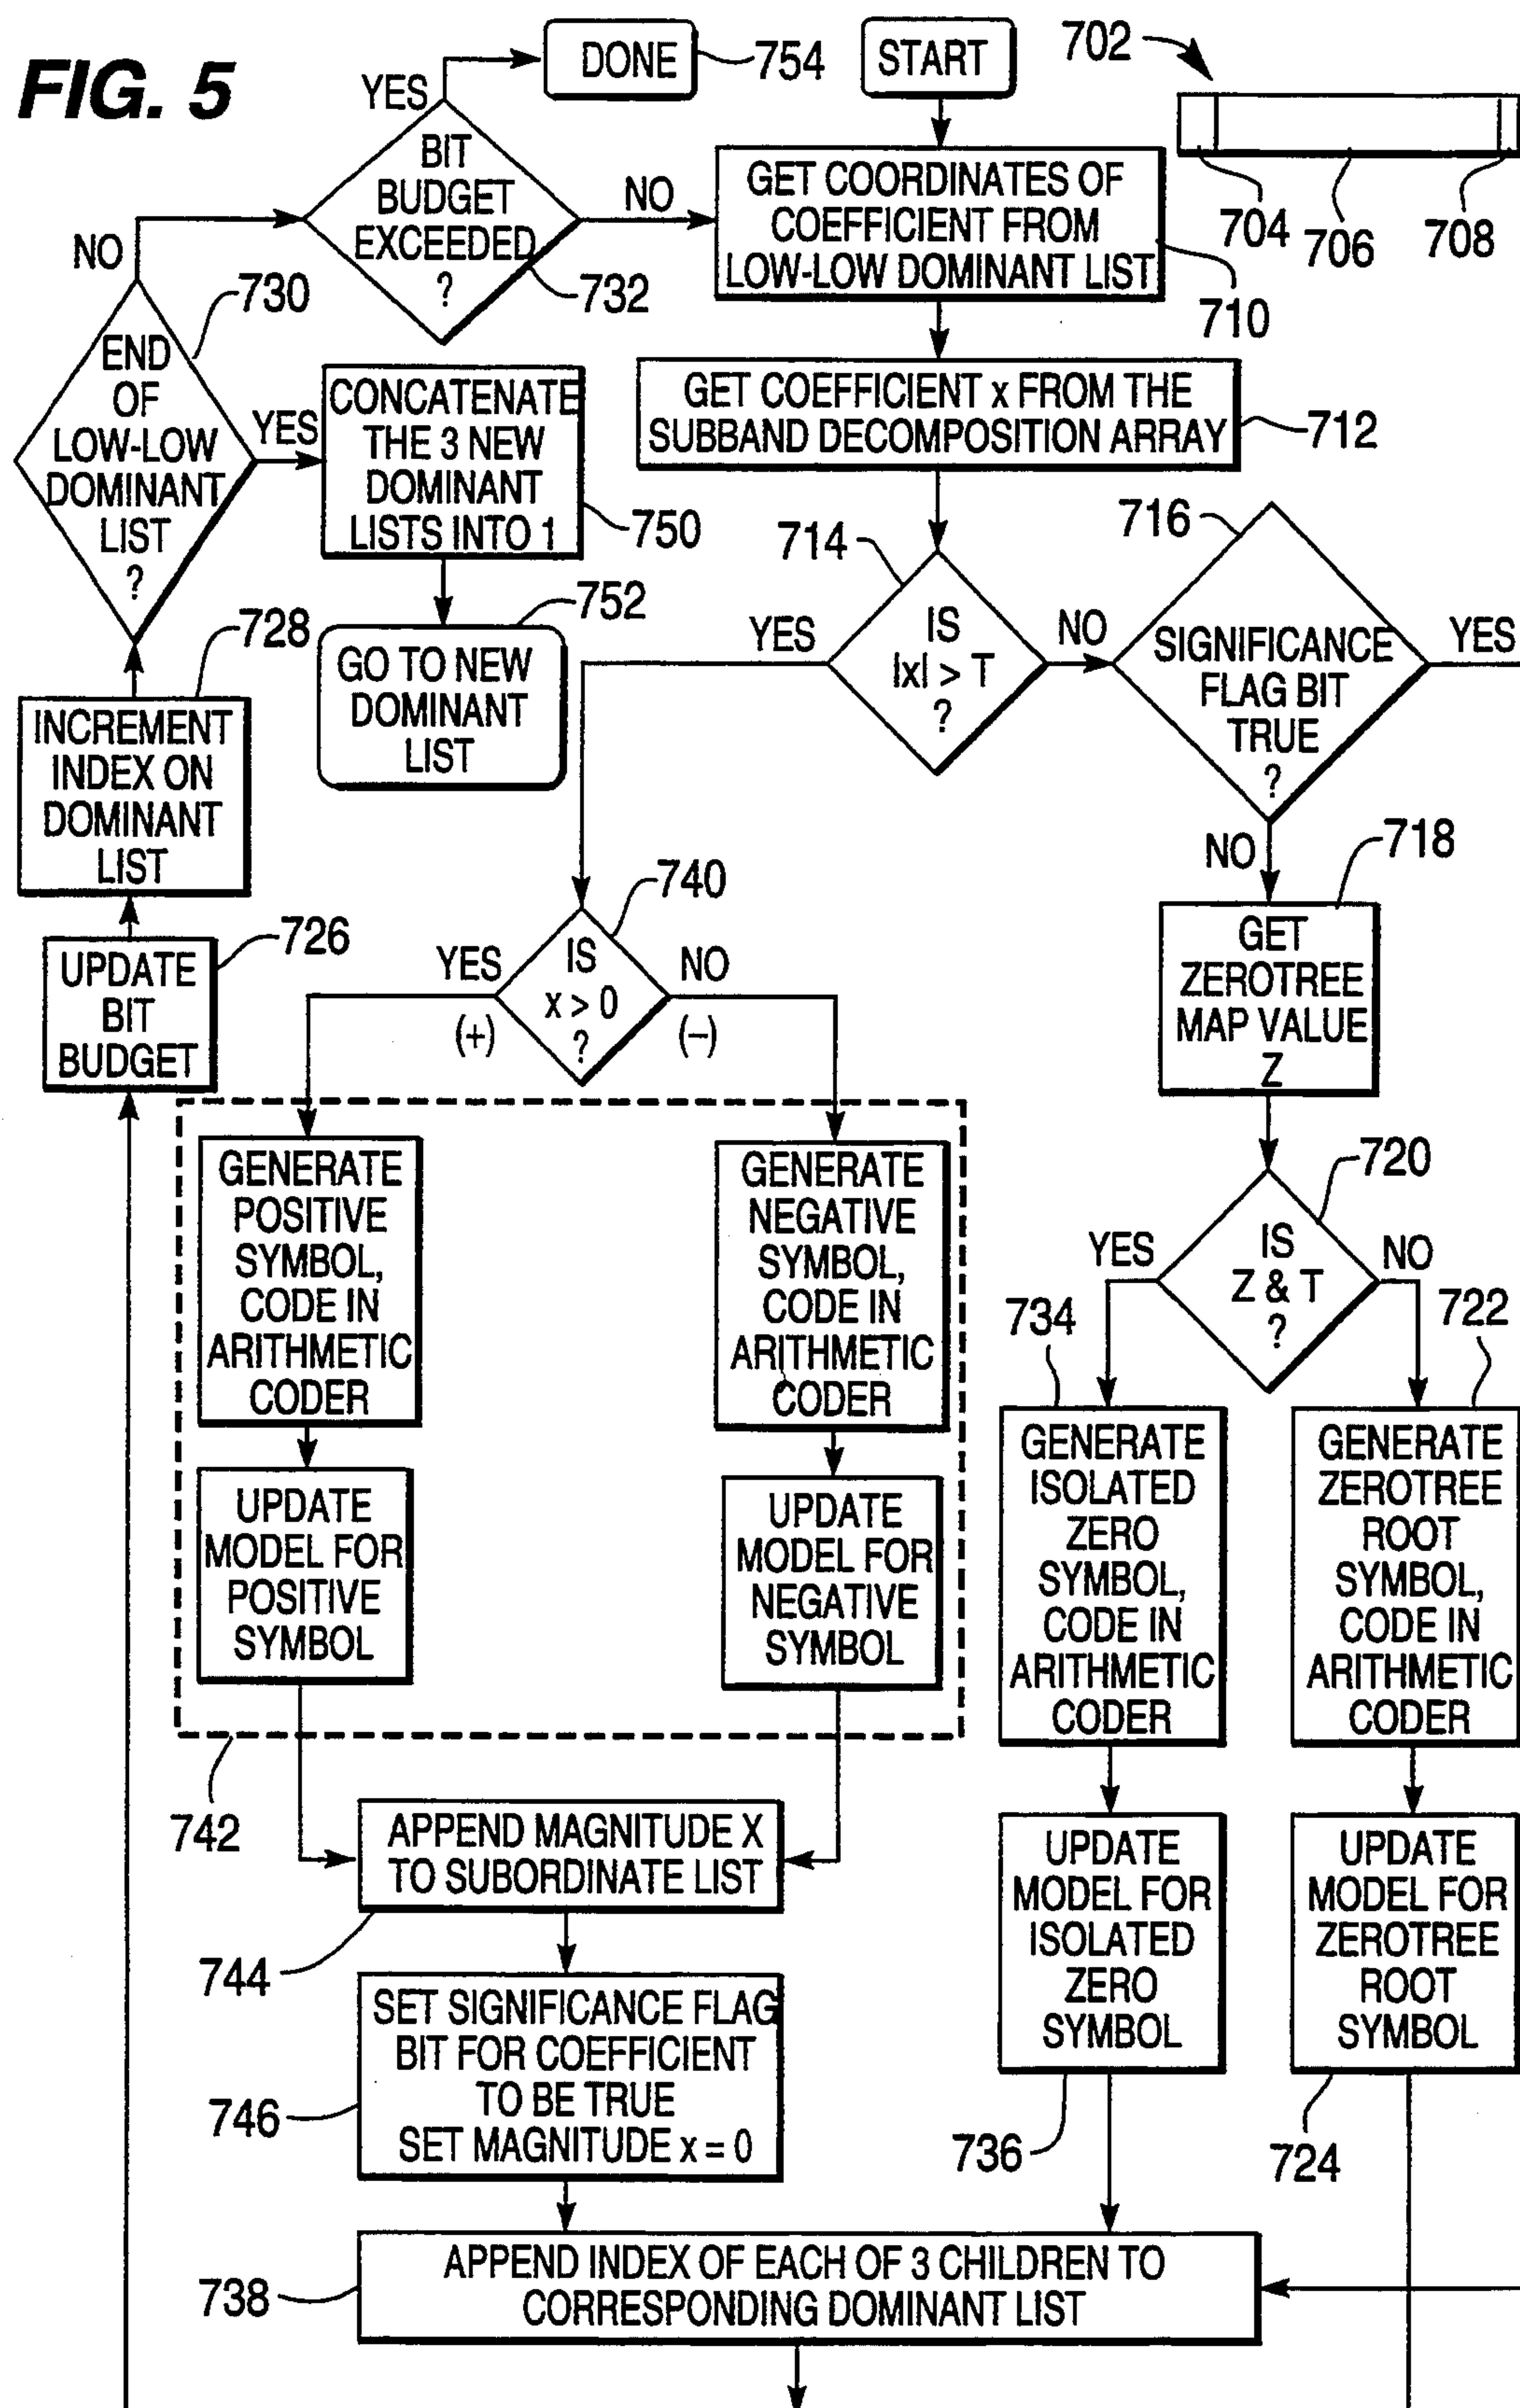 FIG. 5
DONE
754
START
702
704
706
708
YES
BIT
BUDGET
EXCEEDED
?
732
NO
NO
GET COORDINATES OF
COEFFICIENT FROM
LOW-LOW DOMINANT LIST
710
730
END
OF
LOW-LOW
DOMINANT
LIST
?
YES
CONCATENATE
THE 3 NEW
DOMINANT
LISTS INTO 1
750
752
GO TO NEW
DOMINANT
LIST
GET COEFFICIENT x FROM THE
SUBBAND DECOMPOSITION ARRAY
712
714
YES
IS
|x| > T
?
NO
716
SIGNIFICANCE
FLAG BIT
TRUE
?
YES
NO
728
INCREMENT
INDEX ON
DOMINANT
LIST
726
UPDATE
BIT
BUDGET
740
YES
(+)
IS
x > 0
?
NO
(–)
718
GET
ZEROTREE
MAP VALUE
Z
720
YES
IS
Z & T
?
NO
GENERATE
POSITIVE
SYMBOL,
CODE IN
ARITHMETIC
CODER
GENERATE
NEGATIVE
SYMBOL,
CODE IN
ARITHMETIC
CODER
734
722
GENERATE
ISOLATED
ZERO
SYMBOL,
CODE IN
ARITHMETIC
CODER
GENERATE
ZEROTREE
ROOT
SYMBOL,
CODE IN
ARITHMETIC
CODER
UPDATE
MODEL FOR
POSITIVE
SYMBOL
UPDATE
MODEL FOR
NEGATIVE
SYMBOL
742
APPEND MAGNITUDE X
TO SUBORDINATE LIST
744
UPDATE
MODEL FOR
ISOLATED
ZERO
SYMBOL
UPDATE
MODEL FOR
ZEROTREE
ROOT
SYMBOL
SET SIGNIFICANCE FLAG
BIT FOR COEFFICIENT
TO BE TRUE
SET MAGNITUDE x = 0
746
736
724
APPEND INDEX OF EACH OF 3 CHILDREN TO
CORRESPONDING DOMINANT LIST
738